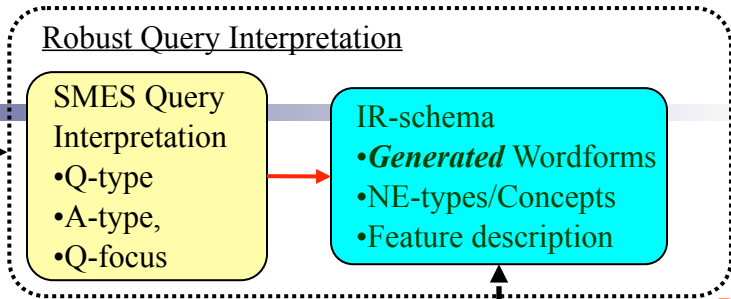 Robust Query Interpretation
SMES Query
Interpretation
•Q-type
•A-type,
•Q-focus
IR-schema
•Generated Wordforms
•NE-types/Concepts
•Feature description